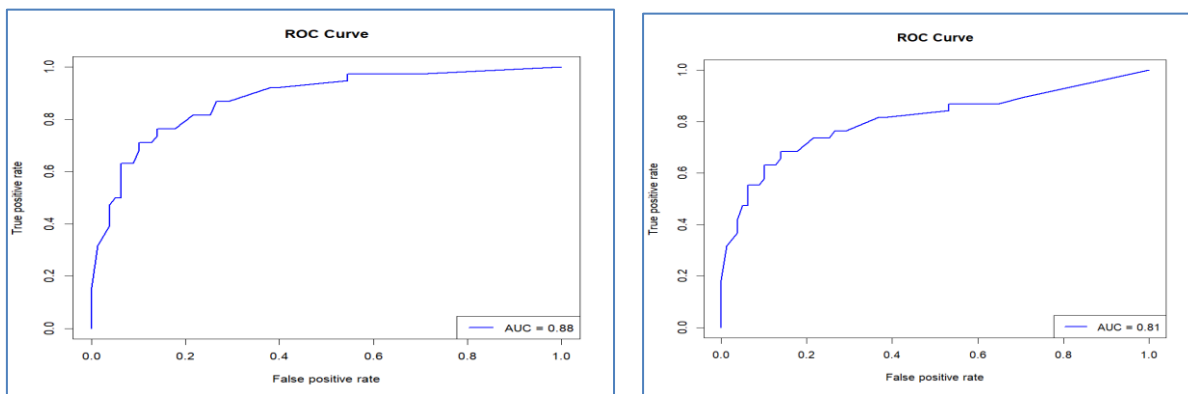 ROC Curve
True positive rate
1.0
0.8
0.6
0.4
0.2
0.0
AUC = 0.88
0.0 0.2 0.4 0.6 0.8 1.0
False positive rate
ROC Curve
True positive rate
1.0
0.8
0.6
0.4
0.2
0.0
AUC = 0.81
0.0 0.2 0.4 0.6 0.8 1.0
False positive rate